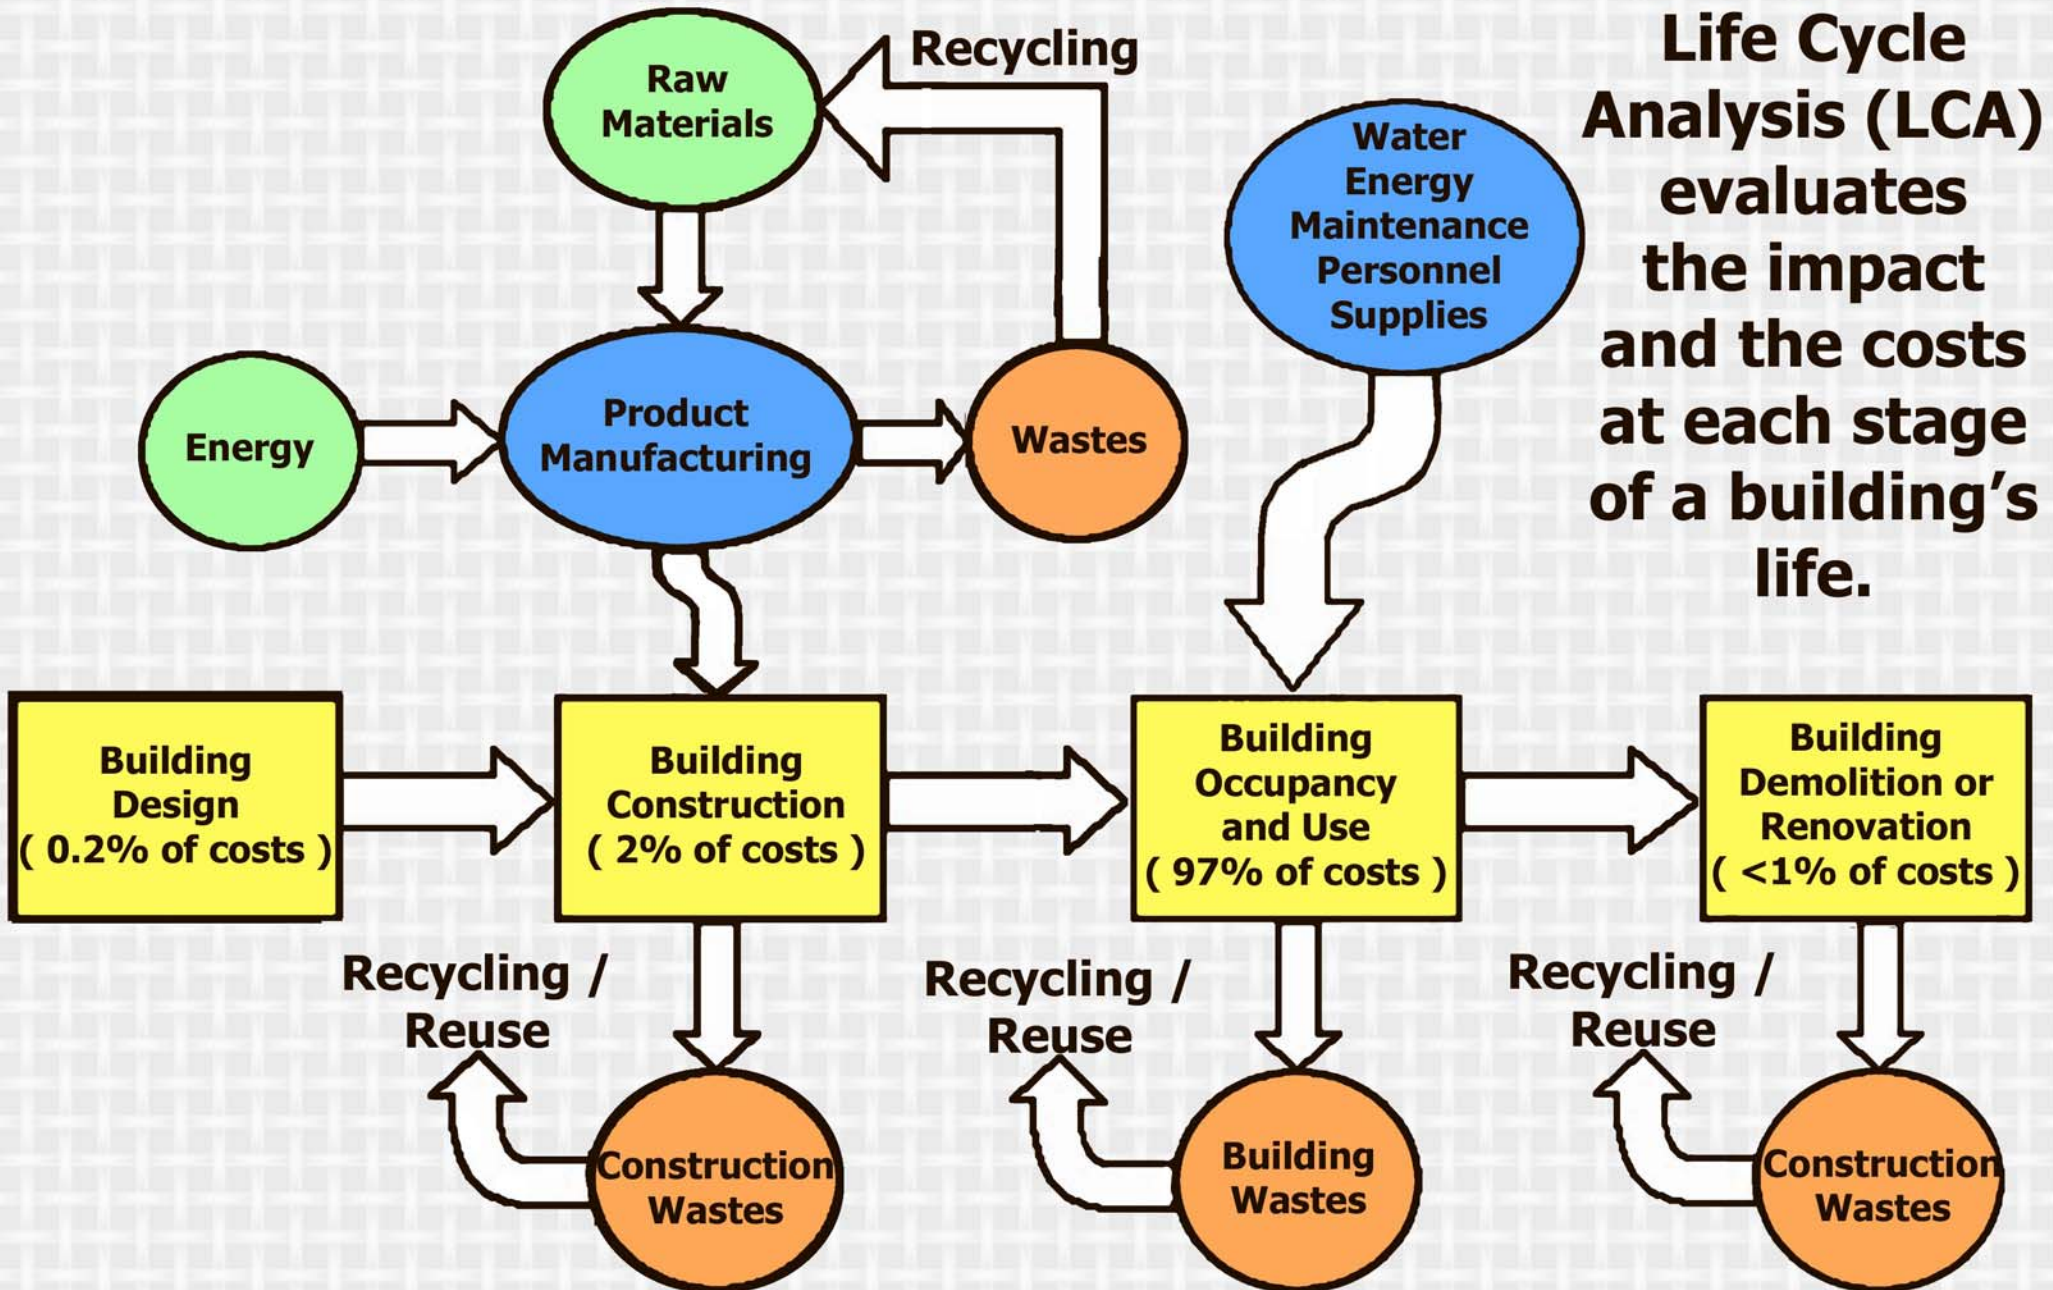 Recycling
Life Cycle
Analysis (LCA)
evaluates
the impact
and the costs
at each stage
of a building’s
life.
Raw
Materials
Water
Energy
Maintenance
Personnel
Supplies
Energy
Product
Manufacturing
Wastes
Building
Design
( 0.2% of costs )
Building
Construction
( 2% of costs )
Building
Occupancy
and Use
( 97% of costs )
Building
Demolition or
Renovation
( <1% of costs )
Recycling /
Reuse
Construction
Wastes
Recycling /
Reuse
Building
Wastes
Recycling /
Reuse
Construction
Wastes